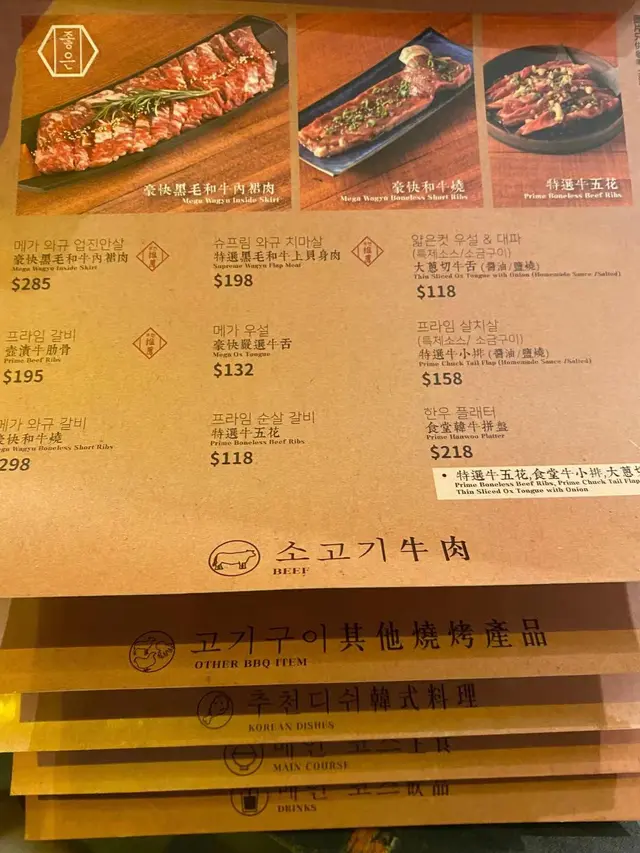 좋은
豪快黑毛和牛內裙肉
Mega Wagyu Inside Skirt
豪快和牛燒
Mega Wagyu Boneless Short Ribs
特選牛五花
Prime Boneless Beef Ribs
메가 와규 업진안살
豪快黑毛和牛內裙肉
Mega Wagyu Inside Skirt
$285
슈프림 와규 치마살
特選黑毛和牛上貝身肉
Supreme Wagyu Flap Meat
$198
얇은컷 우설 & 대파
(특제소스/소금구이)
大蔥切牛舌 (醬油/鹽燒)
Thin Sliced Ox Tongue with Onion (Homemade Sauce /Salted)
$118
프라임 갈비
壺漬牛肋骨
Prime Beef Ribs
$195
메가 우설
豪快嚴選牛舌
Mega Ox Tongue
$132
프라임 살치살
(특제소스/ 소금구이)
特選牛小排 (醬油/鹽燒)
Prime Chuck Tail Flap (Homemade Sauce /Salted)
$158
메가 와규 갈비
豪快和牛燒
Mega Wagyu Boneless Short Ribs
298
프라임 순살 갈비
特選牛五花
Prime Boneless Beef Ribs
$118
한우 플래터
食堂韓牛拼盤
Prime Hanwoo Platter
$218
• 特選牛五花,食堂牛小排,大蔥切
Prime Boneless Beef Ribs, Prime Chuck Tail Flap
Thin Sliced Ox Tongue with Onion
소고기牛肉
BEEF
고기구이其他燒烤產品
OTHER BBQ ITEM
추천디쉬韓式料理
KOREAN DISHES
메인 코스主食
MAIN COURSE
飲品
DRINKS